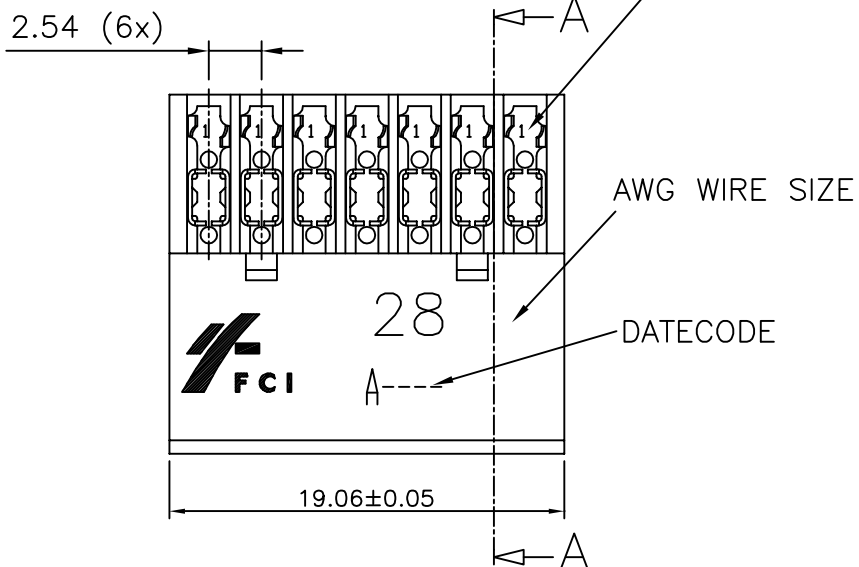 A
2.54 (6x)
1 1 1 1 1 1 1
AWG WIRE SIZE
28
DATECODE
FCI
A------
19.06±0.05
A